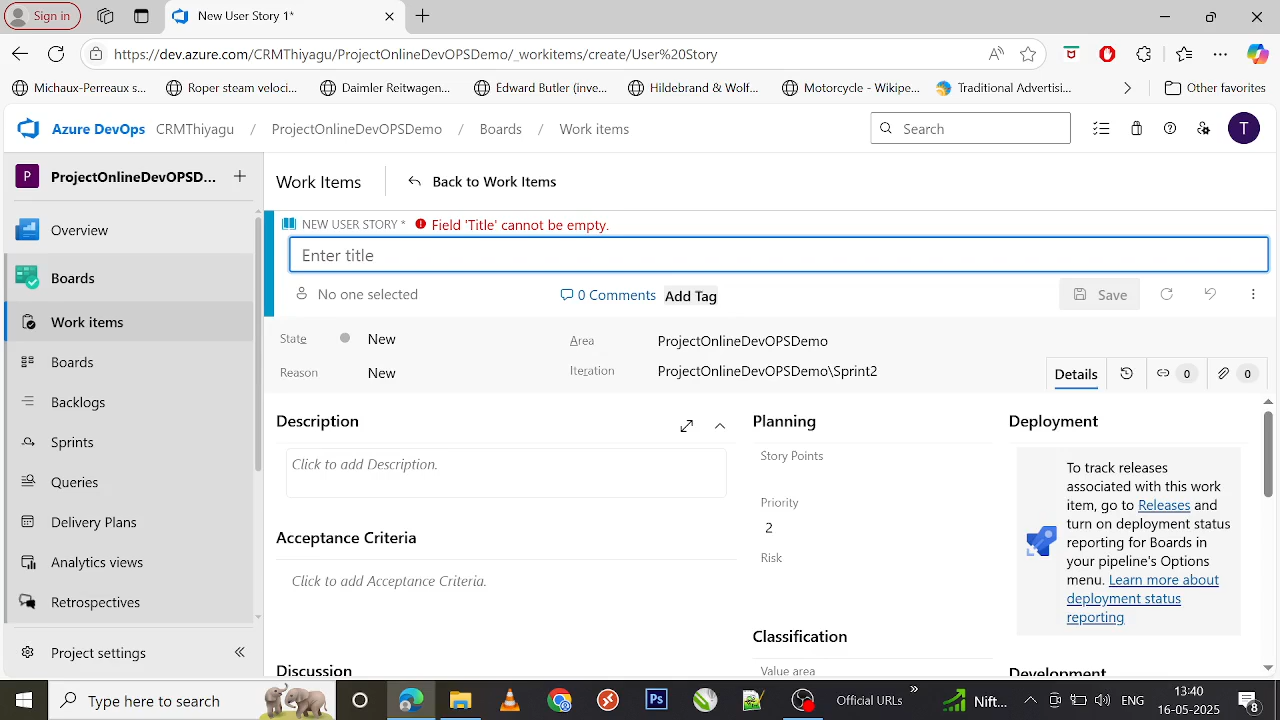 Sign in
New User Story 1*
https://dev.azure.com/CRMThiyagu/ProjectOnlineDevOPSDemo/_workitems/create/User%20Story
Michaux-Perreaux s...
Roper steam veloci...
Daimler Reitwagen...
Edward Butler (inve...
Hildebrand & Wolf...
Motorcycle - Wikipe...
Traditional Advertisi...
Other favorites
Azure DevOps
CRMThiyagu / ProjectOnlineDevOPSDemo / Boards / Work items
Search
T
P
ProjectOnlineDevOPSD...
Overview
Boards
Work items
Boards
Backlogs
Sprints
Queries
Delivery Plans
Analytics views
Retrospectives
Project settings
Work Items
Back to Work Items
NEW USER STORY *
Field 'Title' cannot be empty.
Enter title
No one selected
0 Comments
Add Tag
Save
State
New
Area
ProjectOnlineDevOPSDemo
Reason
New
Iteration
ProjectOnlineDevOPSDemo\Sprint2
Details
0
0
Description
Click to add Description.
Acceptance Criteria
Click to add Acceptance Criteria.
Discussion
Planning
Story Points
Priority
2
Risk
Classification
Value area
Deployment
To track releases
associated with this work
item, go to Releases and
turn on deployment status
reporting for Boards in
your pipeline's Options
menu. Learn more about
deployment status
reporting
Development
Type here to search
Ps
Official URLs
Nift...
ENG
13:40
16-05-2025
8